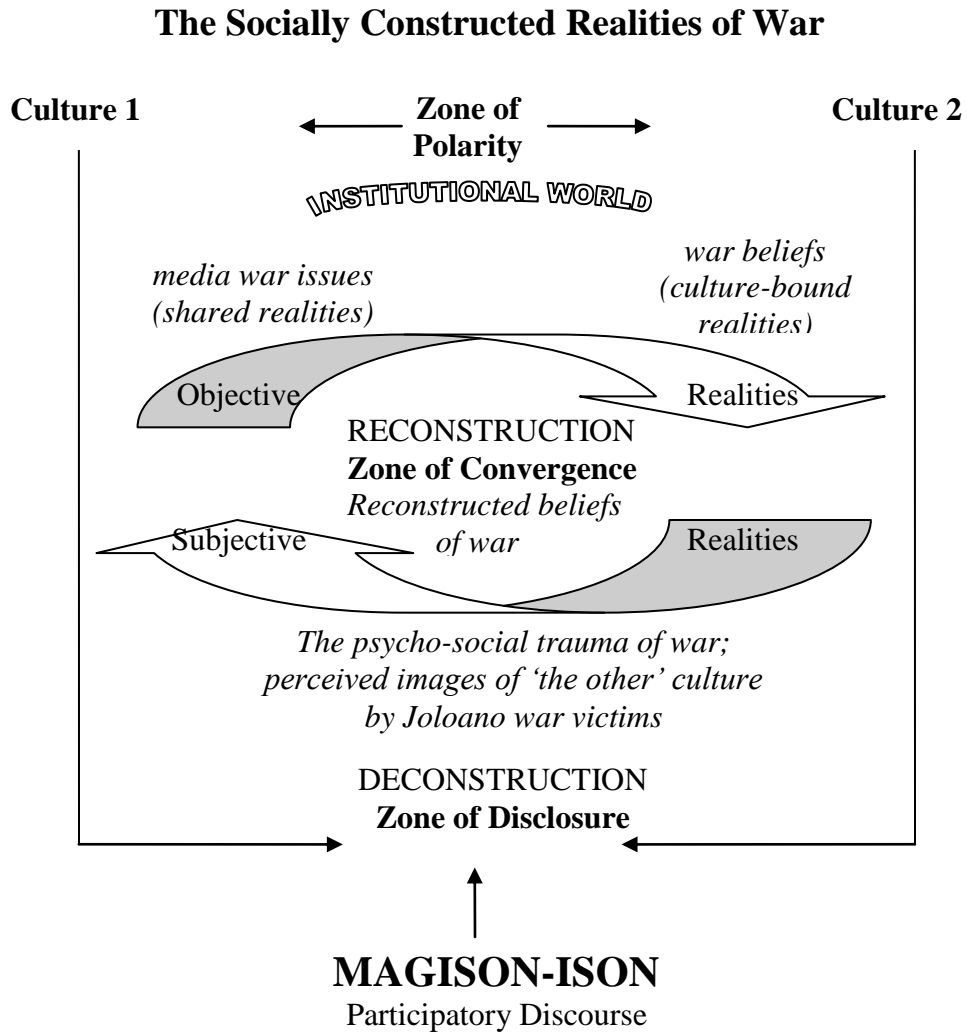 The Socially Constructed Realities of War
Culture 1
Zone of
Polarity
Culture 2
INSTITUTIONAL WORLD
media war issues
(shared realities)
war beliefs
(culture-bound
realities)
Objective
Realities
RECONSTRUCTION
Zone of Convergence
Reconstructed beliefs
of war
Subjective
Realities
The psycho-social trauma of war;
perceived images of ‘the other’ culture
by Joloano war victims
DECONSTRUCTION
Zone of Disclosure
MAGISON-ISON
Participatory Discourse